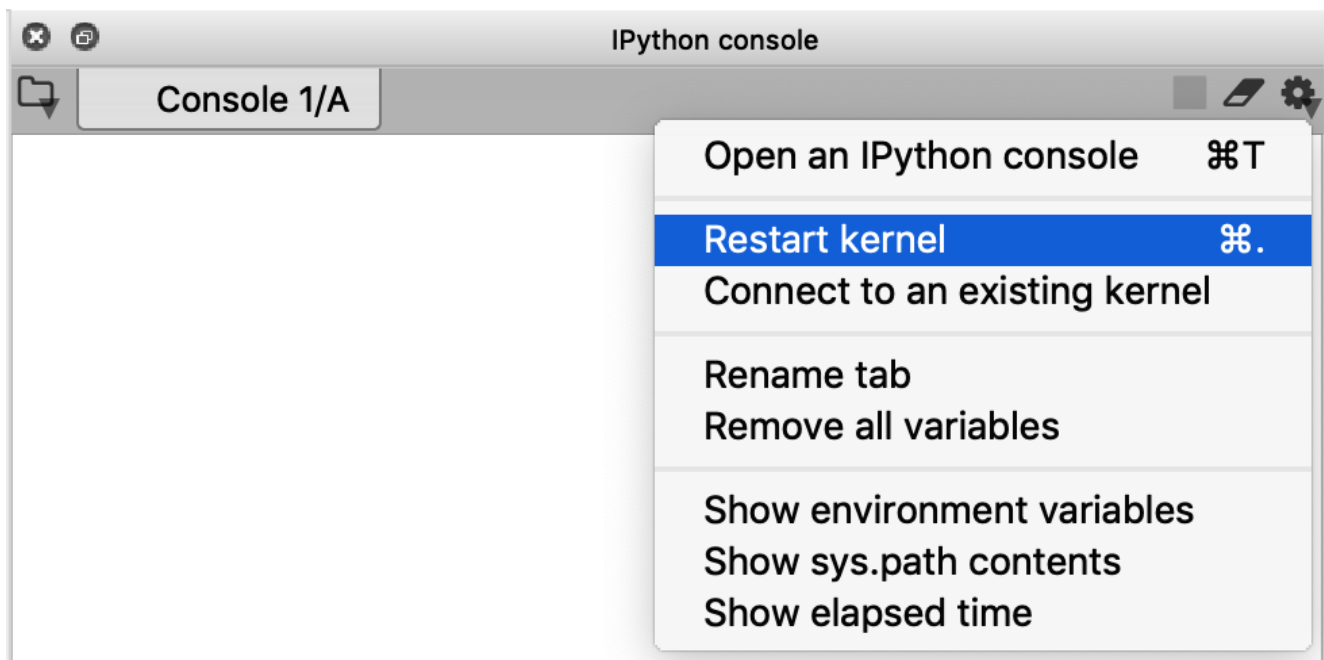 IPython console
Console 1/A
Open an IPython console ⌘T
Restart kernel ⌘.
Connect to an existing kernel
Rename tab
Remove all variables
Show environment variables
Show sys.path contents
Show elapsed time